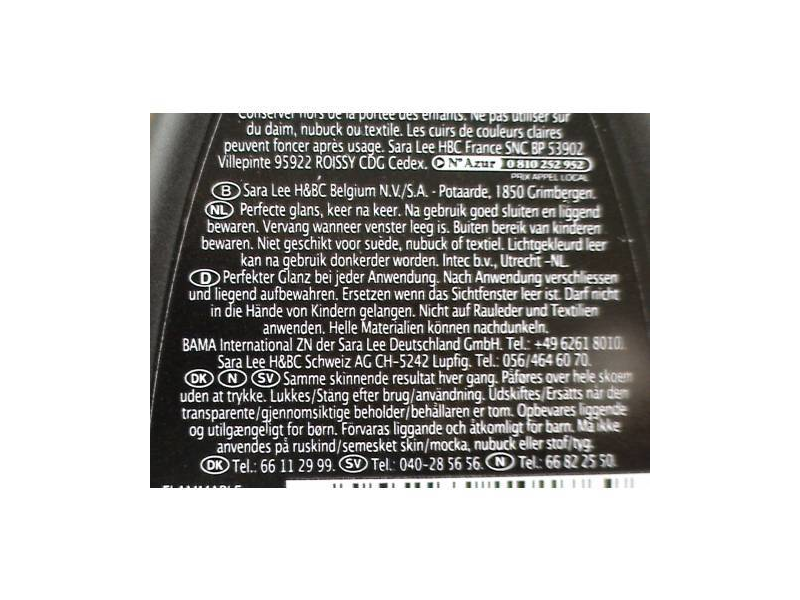 Conserver hors de la portée des enfants. Ne pas utiliser sur
du daim, nubuck ou textile. Les cuirs de couleurs claires
peuvent foncer après usage. Sara Lee HBC France SNC BP 53902
Villepinte 95922 ROISSY CDG Cedex. N° Azur 0 810 252 952
PRIX APPEL LOCAL
B Sara Lee H&BC Belgium N.V./S.A. - Potaarde, 1850 Grimbergen.
NL Perfecte glans, keer na keer. Na gebruik goed sluiten en liggend
bewaren. Vervang wanneer venster leeg is. Buiten bereik van kinderen
bewaren. Niet geschikt voor suède, nubuck of textiel. Lichtgekleurd leer
kan na gebruik donkerder worden. Intec b.v., Utrecht -NL.
D Perfekter Glanz bei jeder Anwendung. Nach Anwendung verschliessen
und liegend aufbewahren. Ersetzen wenn das Sichtfenster leer ist. Darf nicht
in die Hände von Kindern gelangen. Nicht auf Rauleder und Textilien
anwenden. Helle Materialien können nachdunkeln.
BAMA International ZN der Sara Lee Deutschland GmbH. Tel.: +49 6261 8010.
Sara Lee H&BC Schweiz AG CH-5242 Lupfig. Tel.: 056/464 60 70.
DK N SV Samme skinnende resultat hver gang. Påføres over hele skoen
uden at trykke. Lukkes/Stäng efter brug/användning. Udskiftes/Ersätts når den
transparente/gjennomsiktige beholder/behållaren er tom. Opbevares liggende
og utilgængeligt for børn. Förvaras liggande och åtkomligt for barn. Må ikke
anvendes på ruskind/semesket skin/mocka, nubuck eller stof/tyg.
DK Tel.: 66 11 29 99. SV Tel.: 040-28 56 56. N Tel.: 66 82 25 50.
FLAMMABLE